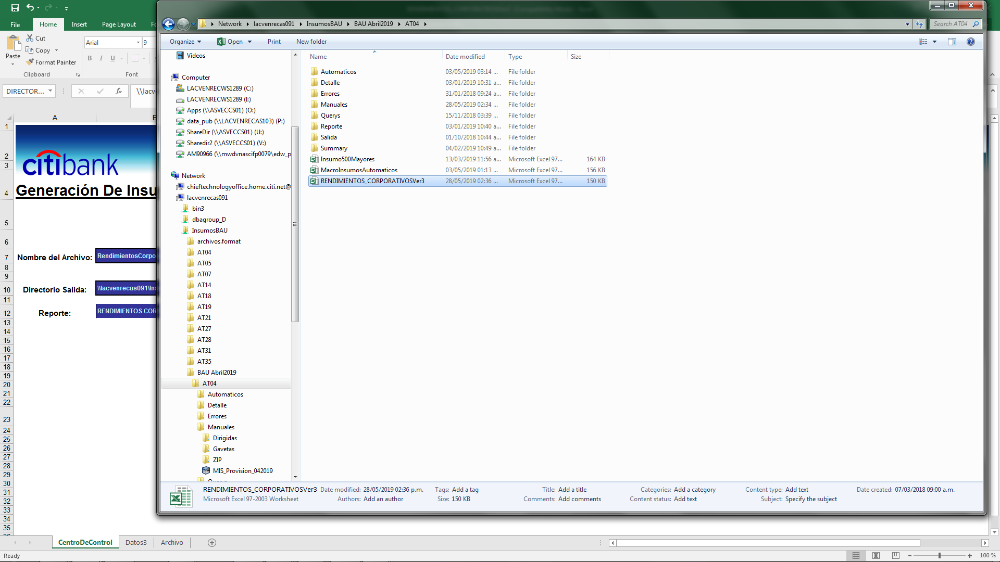 File
Home
Insert
Page Layout
Fo
Paste
Cut
Copy
Format Painter
Clipboard
Arial
9
B I U
Font
DIRECTOR...
fx
\\lacv
A
citibank
Generación De Insu
Nombre del Archivo:
RendimientosCorpo
Directorio Salida:
\\lacvenrecas091\Ins
Reporte:
RENDIMIENTOS COR
1
2
3
4
5
6
7
8
9
10
11
12
13
14
15
16
17
18
19
20
21
22
23
24
25
26
27
28
29
30
31
32
33
34
35
CentroDeControl
Datos3
Archivo
Ready
100 %
Network
lacvenrecas091
InsumosBAU
BAU Abril2019
AT04
Search AT04
Organize
Open
Print
New folder
Videos
Computer
LACVENRECWS1289 (C:)
LACVENRECWS1289 (I:)
Apps (\\ASVECCS01) (O:)
data_pub (\\LACVENRECAS103) (P:)
ShareDir (\\ASVECCS01) (U:)
Sharedir2 (\\ASVECCS01) (V:)
AM90966 (\\mwdvnascifp0079\edw_p
Network
chieftechnologyoffice.home.citi.net@
lacvenrecas091
bin3
dbagroup_D
InsumosBAU
archivos.format
AT04
AT05
AT07
AT14
AT18
AT19
AT21
AT27
AT28
AT31
AT35
BAU Abril2019
AT04
Automaticos
Detalle
Errores
Manuales
Dirigidas
Gavetas
ZIP
MIS_Provision_042019
Name Date modified Type Size
Automaticos 03/05/2019 03:14 ... File folder
Detalle 03/01/2019 10:31 a... File folder
Errores 31/01/2018 09:24 a... File folder
Manuales 28/05/2019 02:34 ... File folder
Querys 15/11/2018 03:39 ... File folder
Reporte 03/01/2019 10:40 a... File folder
Salida 01/10/2018 10:44 a... File folder
Summary 04/02/2019 10:49 a... File folder
Insumo500Mayores 13/03/2019 11:56 a... Microsoft Excel 97... 164 KB
MacroInsumosAutomaticos 03/05/2019 01:13 ... Microsoft Excel 97... 156 KB
RENDIMIENTOS_CORPORATIVOSVer3 28/05/2019 02:36 ... Microsoft Excel 97... 150 KB
RENDIMIENTOS_CORPORATIVOSVer3 Date modified: 28/05/2019 02:36 p.m. Tags: Add a tag Title: Add a title Categories: Add a category Content type: Add text Date created: 07/03/2018 09:00 a.m.
Microsoft Excel 97-2003 Worksheet Authors: Add an author Size: 150 KB Comments: Add comments Content status: Add text Subject: Specify the subject